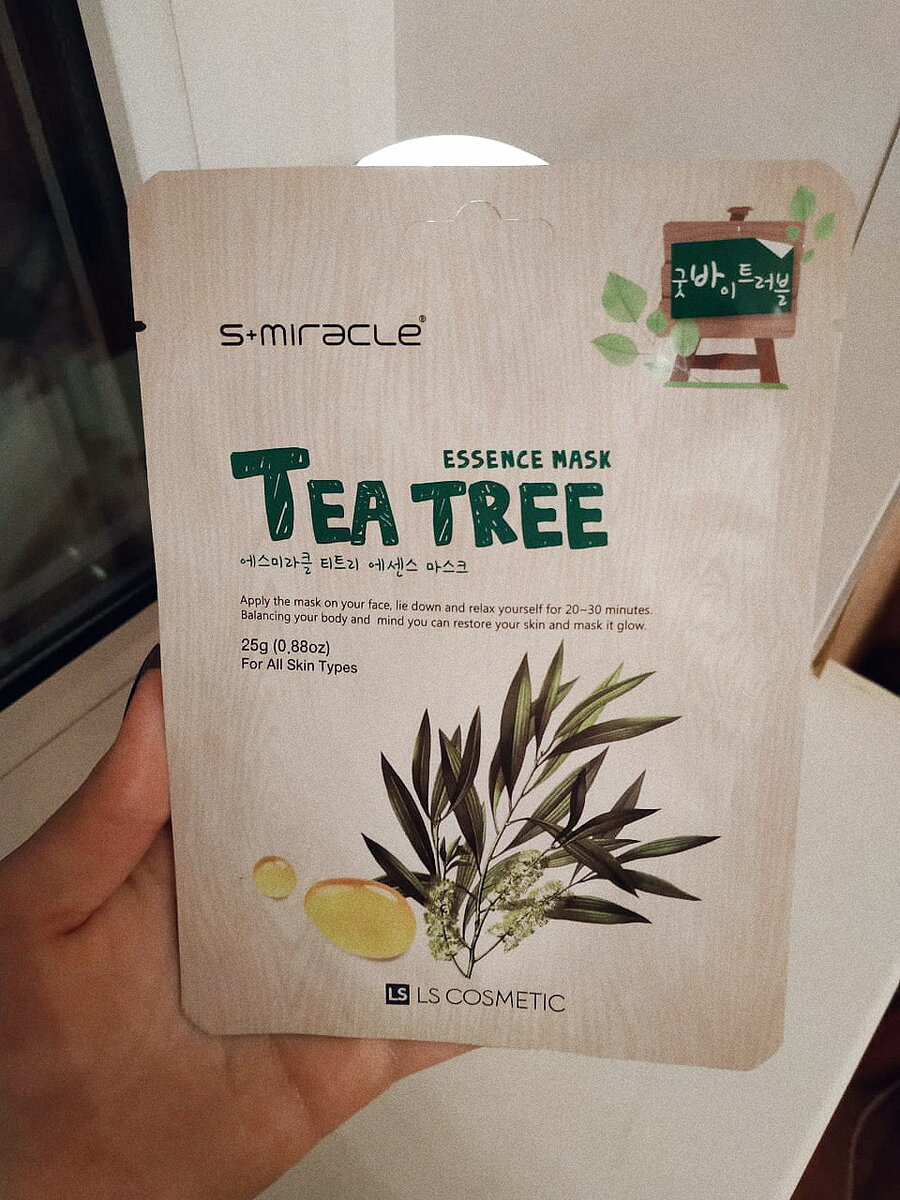 굿바이트러블
s+miracle®
ESSENCE MASK
TEA TREE
에스미라클 티트리 에센스 마스크
Apply the mask on your face, lie down and relax yourself for 20~30 minutes.
Balancing your body and mind you can restore your skin and mask it glow.
25g (0.88oz)
For All Skin Types
LS LS COSMETIC